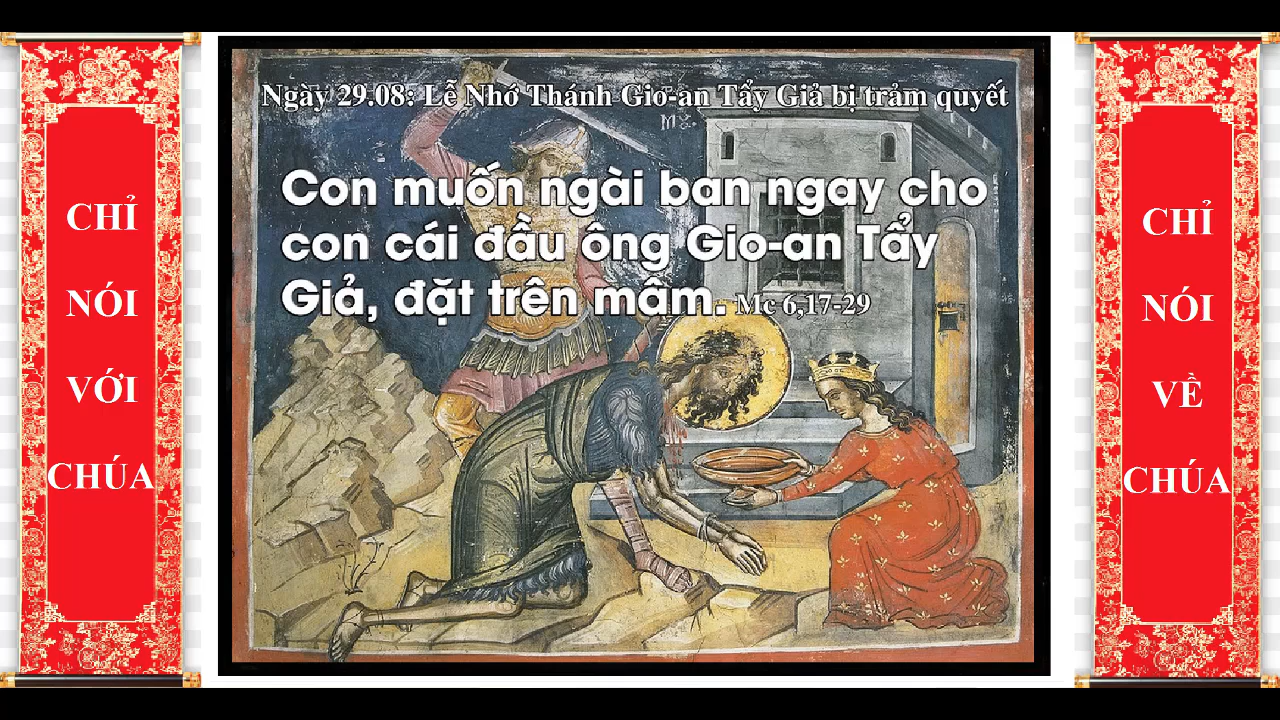 Ngày 29.08: Lễ Nhớ Thánh Gio-an Tẩy Giả bị trảm quyết
Con muốn ngài ban ngay cho
con cái đầu ông Gio-an Tẩy
Giả, đặt trên mâm. Mc 6,17-29
CHỈ
NÓI
VỚI
CHÚA
CHỈ
NÓI
VỀ
CHÚA